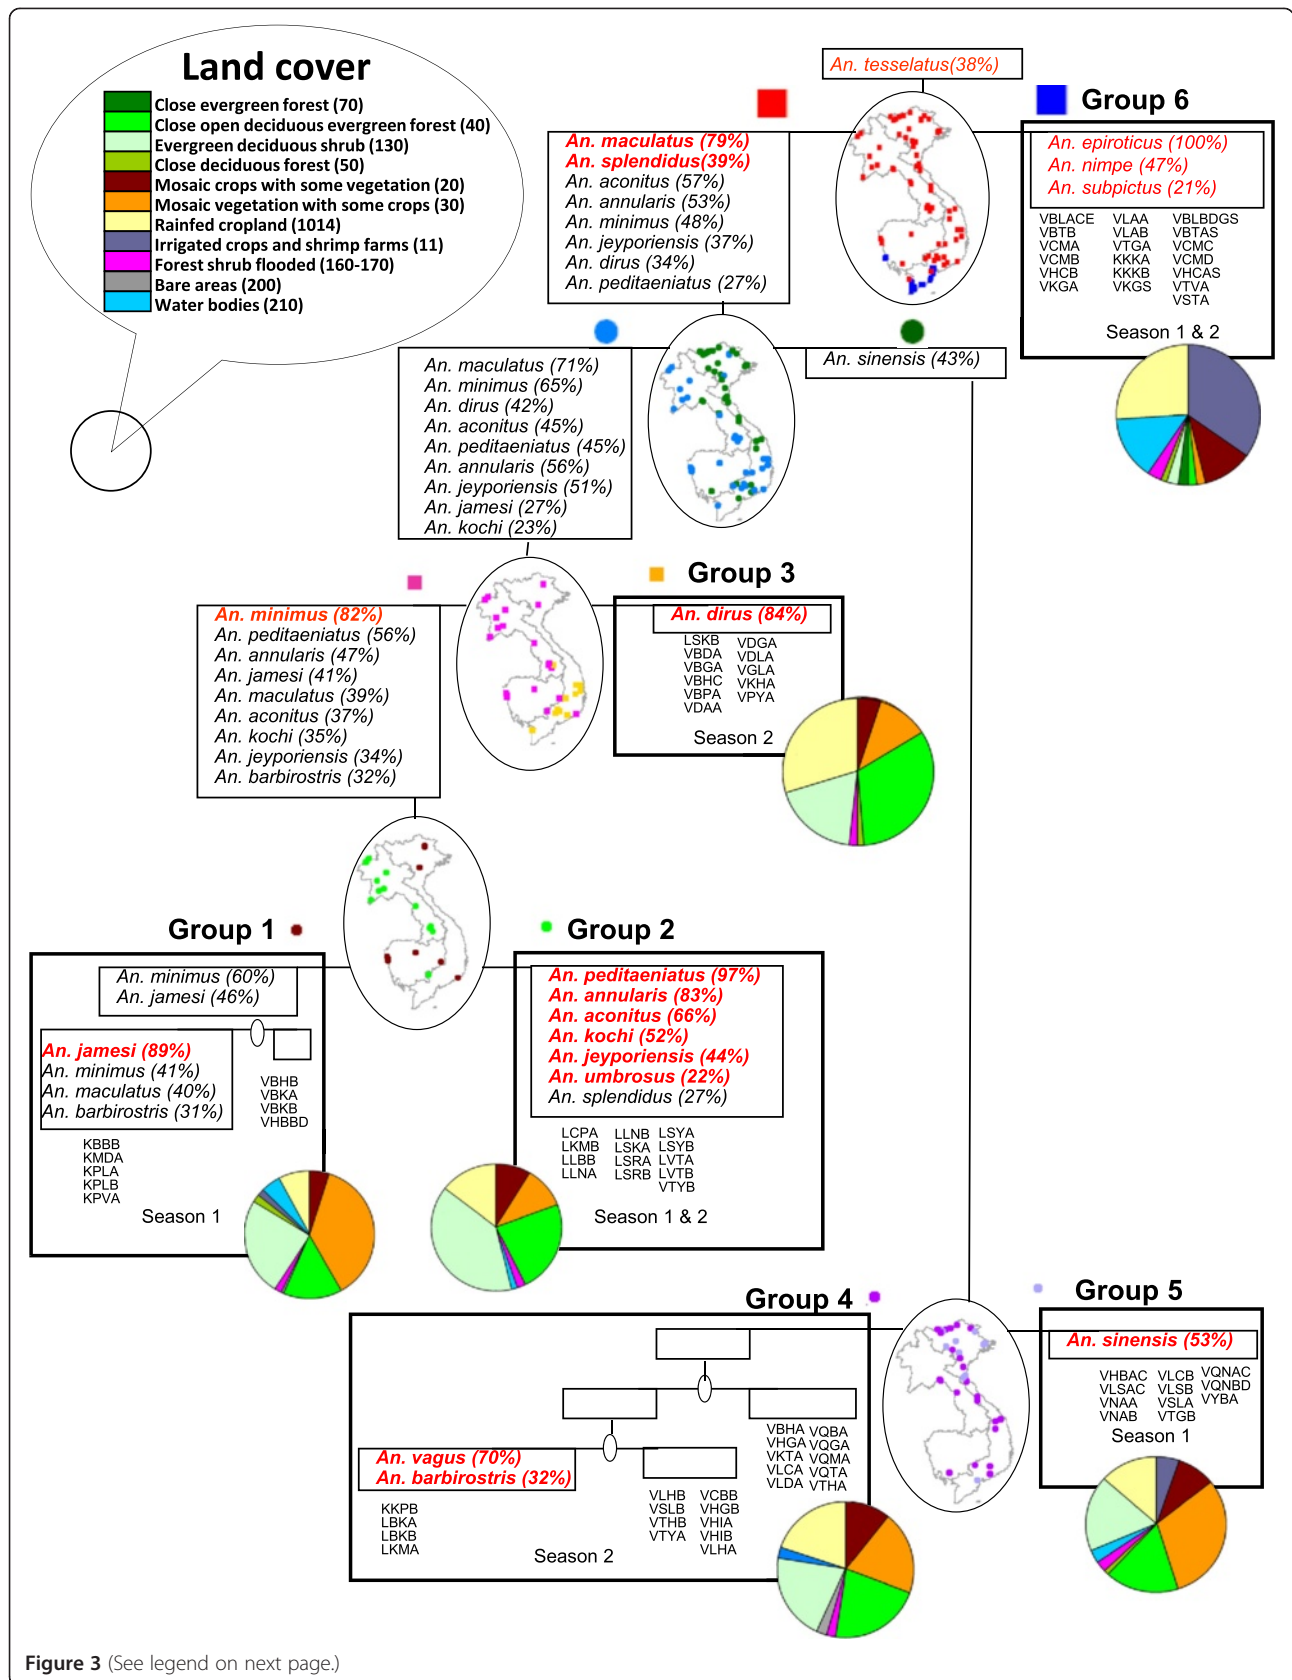 Land cover
Close evergreen forest (70)
Close open deciduous evergreen forest (40)
Evergreen deciduous shrub (130)
Close deciduous forest (50)
Mosaic crops with some vegetation (20)
Mosaic vegetation with some crops (30)
Rainfed cropland (1014)
Irrigated crops and shrimp farms (11)
Forest shrub flooded (160-170)
Bare areas (200)
Water bodies (210)
An. tesselatus(38%)
An. maculatus (79%)
An. splendidus(39%)
An. aconitus (57%)
An. annularis (53%)
An. minimus (48%)
An. jeyporiensis (37%)
An. dirus (34%)
An. peditaeniatus (27%)
Group 6
An. epiroticus (100%)
An. nimpe (47%)
An. subpictus (21%)
VBLACE VLAA VBLBDGS
VBTB VLAB VBTAS
VCMA VTGA VCMC
VCMB KKKA VCMD
VHCB KKKB VHCAS
VKGA VKGS VTVA
VSTA
Season 1 & 2
An. maculatus (71%)
An. minimus (65%)
An. dirus (42%)
An. aconitus (45%)
An. peditaeniatus (45%)
An. annularis (56%)
An. jeyporiensis (51%)
An. jamesi (27%)
An. kochi (23%)
An. sinensis (43%)
An. minimus (82%)
An. peditaeniatus (56%)
An. annularis (47%)
An. jamesi (41%)
An. maculatus (39%)
An. aconitus (37%)
An. kochi (35%)
An. jeyporiensis (34%)
An. barbirostris (32%)
Group 3
An. dirus (84%)
LSKB VDGA
VBDA VDLA
VBGA VGLA
VBHC VKHA
VBPA VPYA
VDAA
Season 2
Group 1
An. minimus (60%)
An. jamesi (46%)
An. jamesi (89%)
An. minimus (41%)
An. maculatus (40%)
An. barbirostris (31%)
VBHB
VBKA
VBKB
VHBBD
KBBB
KMDA
KPLA
KPLB
KPVA
Season 1
Group 2
An. peditaeniatus (97%)
An. annularis (83%)
An. aconitus (66%)
An. kochi (52%)
An. jeyporiensis (44%)
An. umbrosus (22%)
An. splendidus (27%)
LCPA LLNB LSYA
LKMB LSKA LSYB
LLBB LSRA LVTA
LLNA LSRB LVTB
VTYB
Season 1 & 2
Group 4
An. vagus (70%)
An. barbirostris (32%)
KKPB
LBKA
LBKB
LKMA
VLHB VCBB
VSLB VHGB
VTHB VHIA
VTYA VHIB
VLHA
VBHA VQBA
VHGA VQGA
VKTA VQMA
VLCA VQTA
VLDA VTHA
Season 2
Group 5
An. sinensis (53%)
VHBAC VLCB VQNAC
VLSAC VLSB VQNBD
VNAA VSLA VYBA
VNAB VTGB
Season 1
Figure 3 (See legend on next page.)